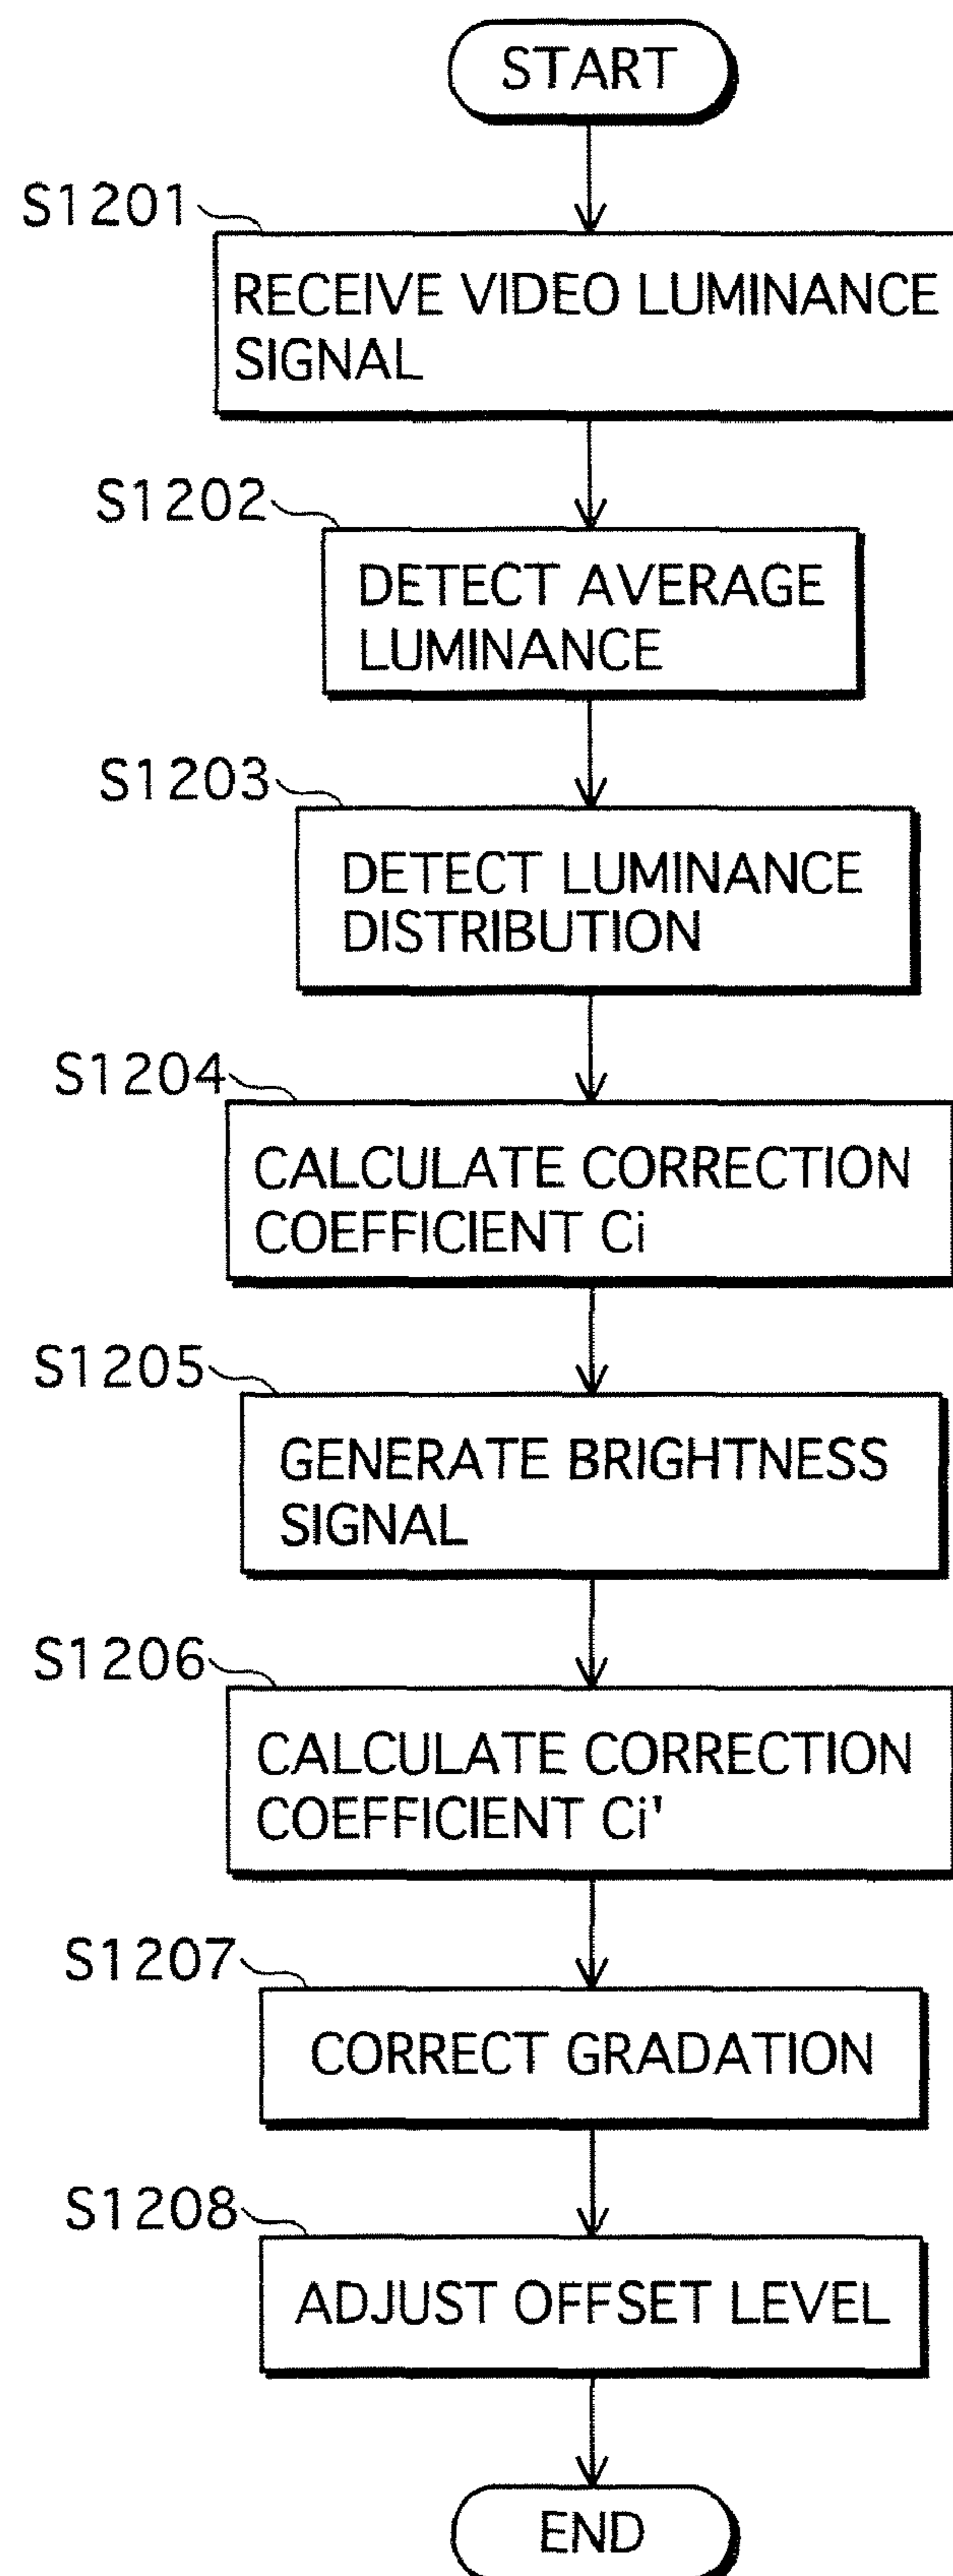 START
S1201
RECEIVE VIDEO LUMINANCE
SIGNAL
S1202
DETECT AVERAGE
LUMINANCE
S1203
DETECT LUMINANCE
DISTRIBUTION
S1204
CALCULATE CORRECTION
COEFFICIENT Ci
S1205
GENERATE BRIGHTNESS
SIGNAL
S1206
CALCULATE CORRECTION
COEFFICIENT Ci'
S1207
CORRECT GRADATION
S1208
ADJUST OFFSET LEVEL
END